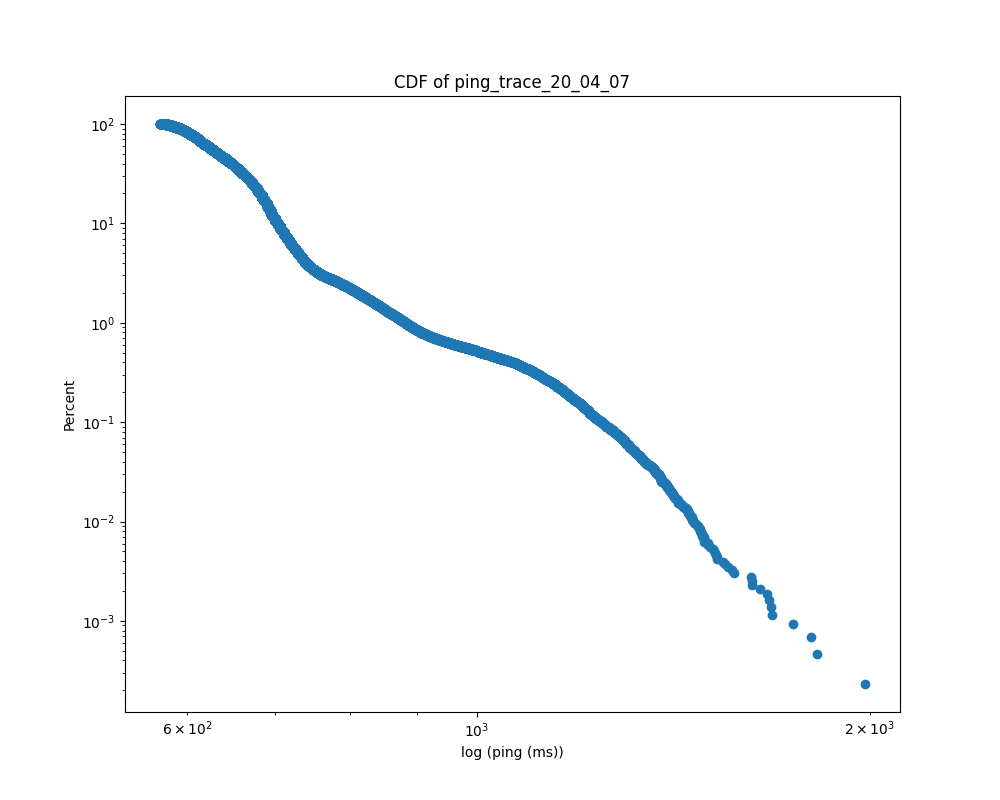 CDF of ping_trace_20_04_07
Percent
10²
10¹
10⁰
10⁻¹
10⁻²
10⁻³
6 × 10²
10³
2 × 10³
log (ping (ms))